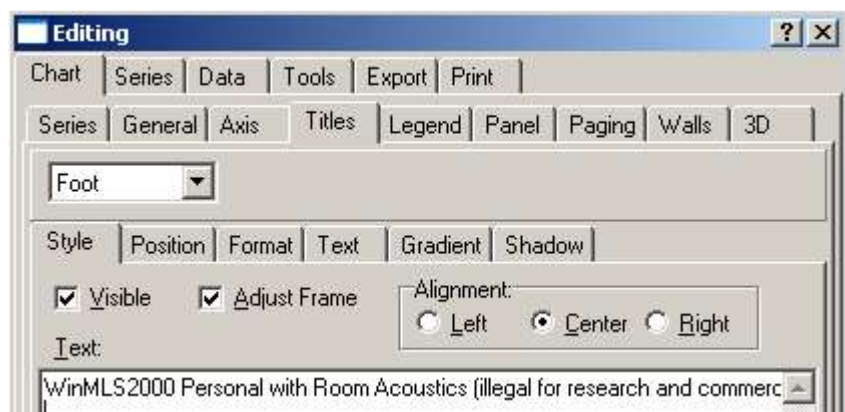 Editing
Chart Series Data Tools Export Print
Series General Axis Titles Legend Panel Paging Walls 3D
Foot
Style Position Format Text Gradient Shadow
Visible Adjust Frame Alignment:
Left Center Right
Text:
WinMLS2000 Personal with Room Acoustics (illegal for research and commerc